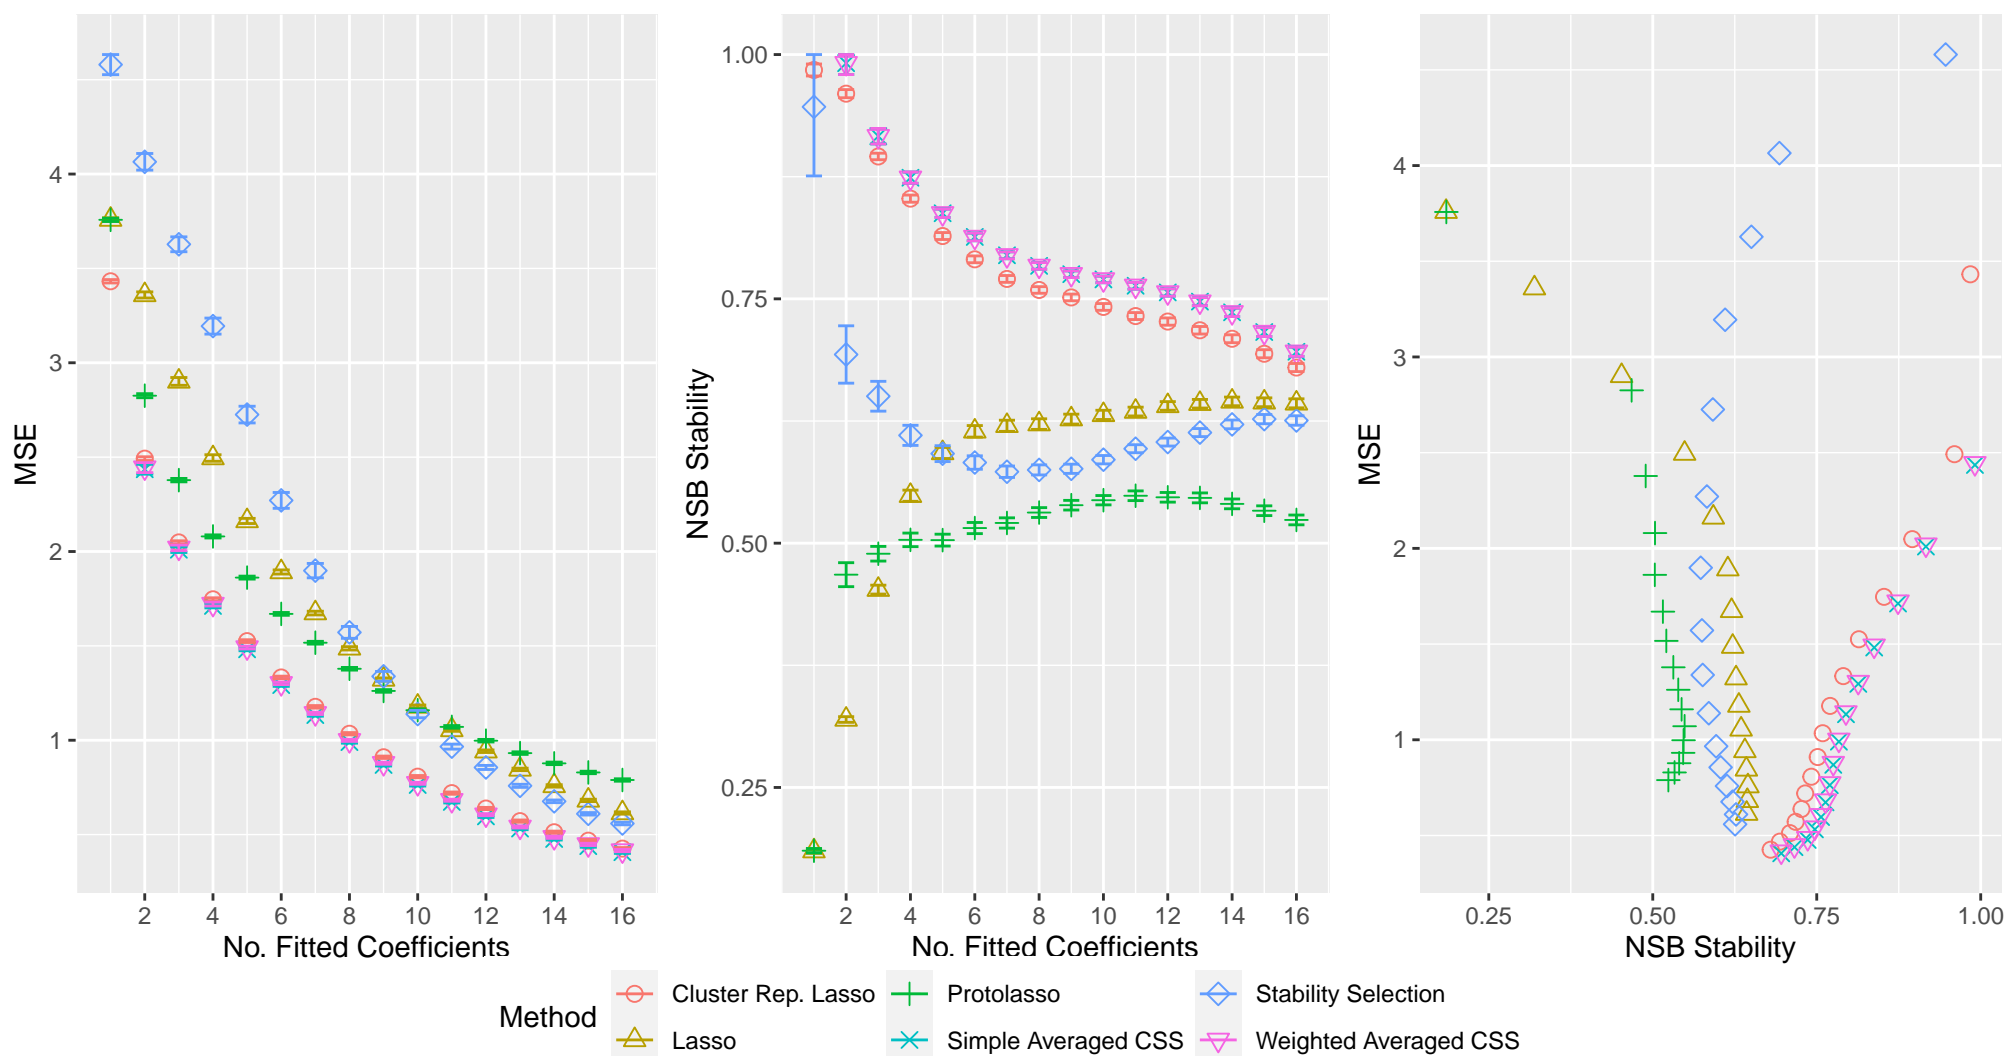 MSE
4
3
2
1
2 4 6 8 10 12 14 16
No. Fitted Coefficients
NSB Stability
1.00
0.75
0.50
0.25
2 4 6 8 10 12 14 16
No. Fitted Coefficients
MSE
4
3
2
1
0.25 0.50 0.75 1.00
NSB Stability
Method
Cluster Rep. Lasso
Lasso
Protolasso
Simple Averaged CSS
Stability Selection
Weighted Averaged CSS